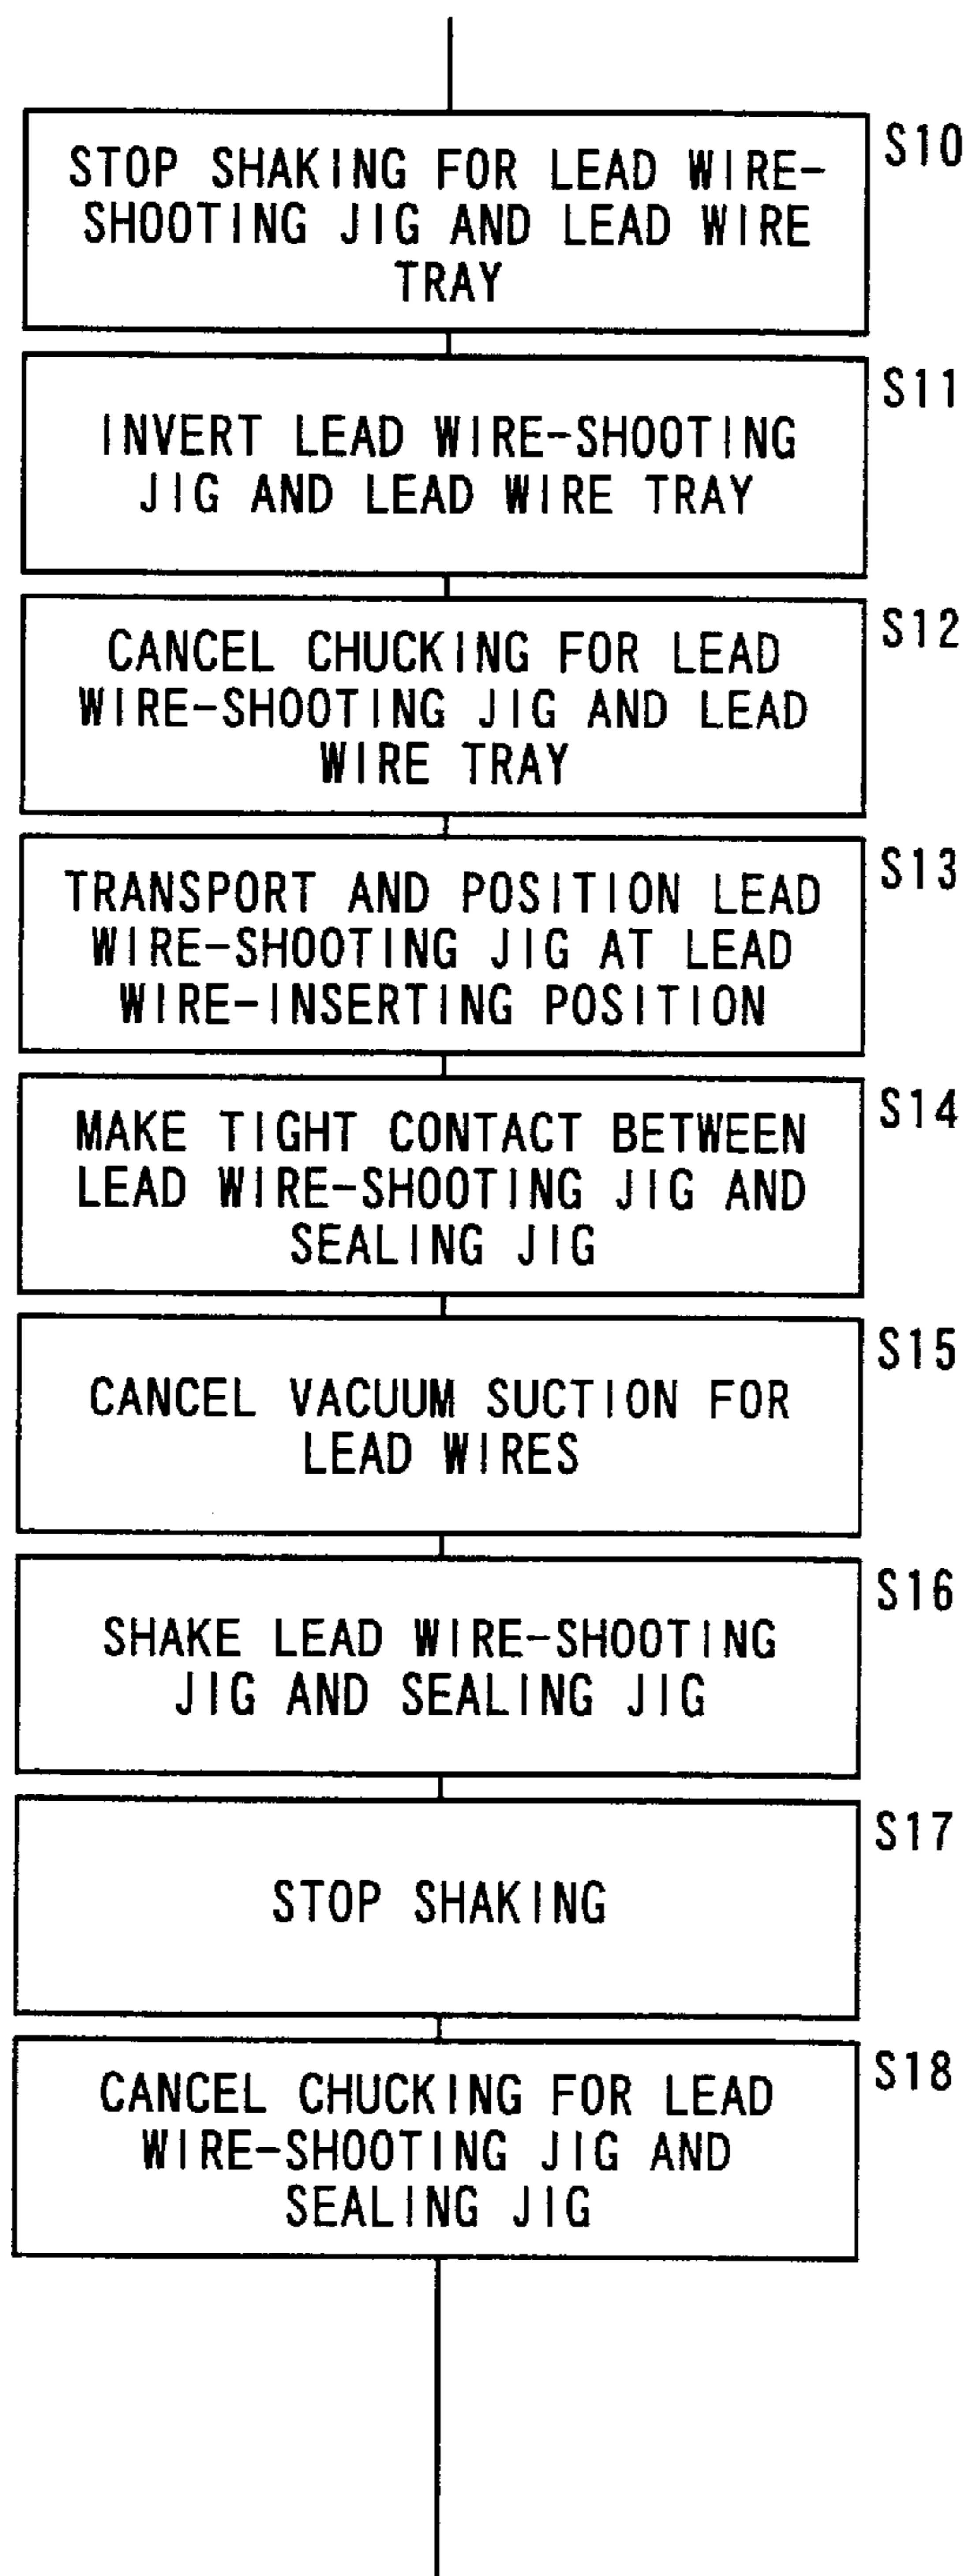 S10
STOP SHAKING FOR LEAD WIRE-
SHOOTING JIG AND LEAD WIRE
TRAY
S11
INVERT LEAD WIRE-SHOOTING
JIG AND LEAD WIRE TRAY
S12
CANCEL CHUCKING FOR LEAD
WIRE-SHOOTING JIG AND LEAD
WIRE TRAY
S13
TRANSPORT AND POSITION LEAD
WIRE-SHOOTING JIG AT LEAD
WIRE-INSERTING POSITION
S14
MAKE TIGHT CONTACT BETWEEN
LEAD WIRE-SHOOTING JIG AND
SEALING JIG
S15
CANCEL VACUUM SUCTION FOR
LEAD WIRES
S16
SHAKE LEAD WIRE-SHOOTING
JIG AND SEALING JIG
S17
STOP SHAKING
S18
CANCEL CHUCKING FOR LEAD
WIRE-SHOOTING JIG AND
SEALING JIG